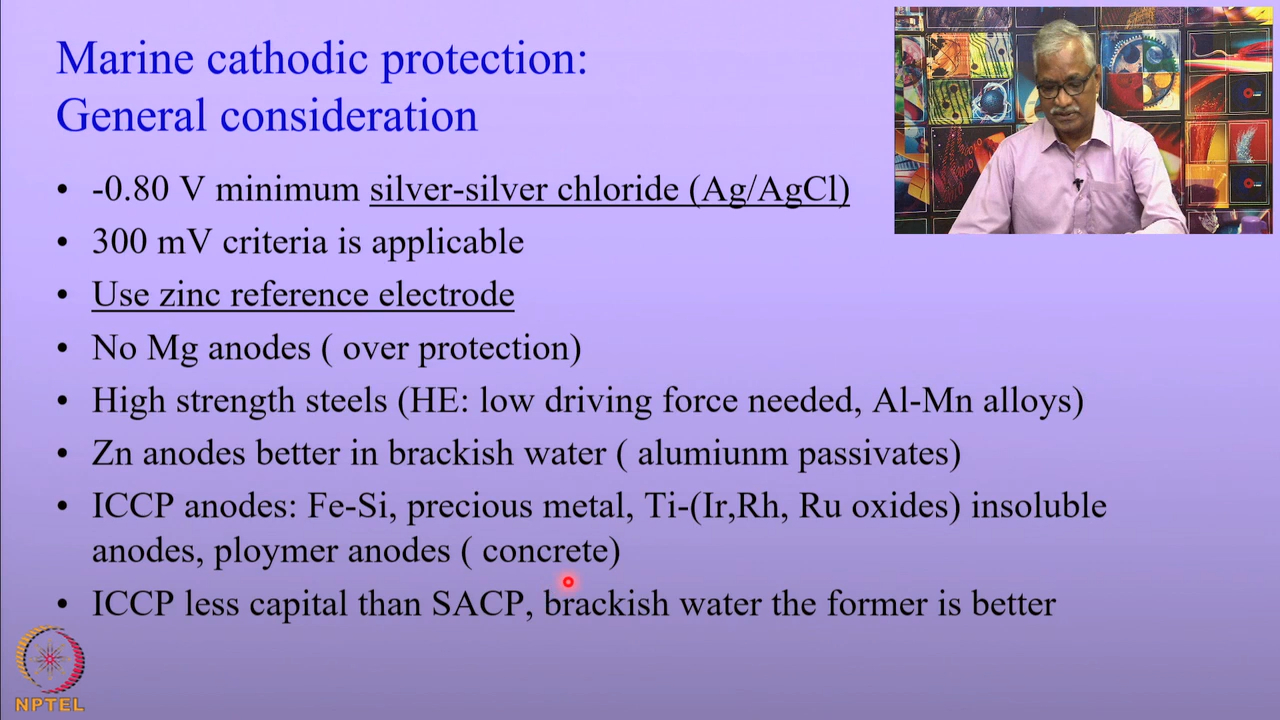 Marine cathodic protection:
General consideration
• -0.80 V minimum silver-silver chloride (Ag/AgCl)
• 300 mV criteria is applicable
• Use zinc reference electrode
• No Mg anodes ( over protection)
• High strength steels (HE: low driving force needed, Al-Mn alloys)
• Zn anodes better in brackish water ( alumiunm passivates)
• ICCP anodes: Fe-Si, precious metal, Ti-(Ir,Rh, Ru oxides) insoluble
anodes, ploymer anodes ( concrete)
• ICCP less capital than SACP, brackish water the former is better
NPTEL